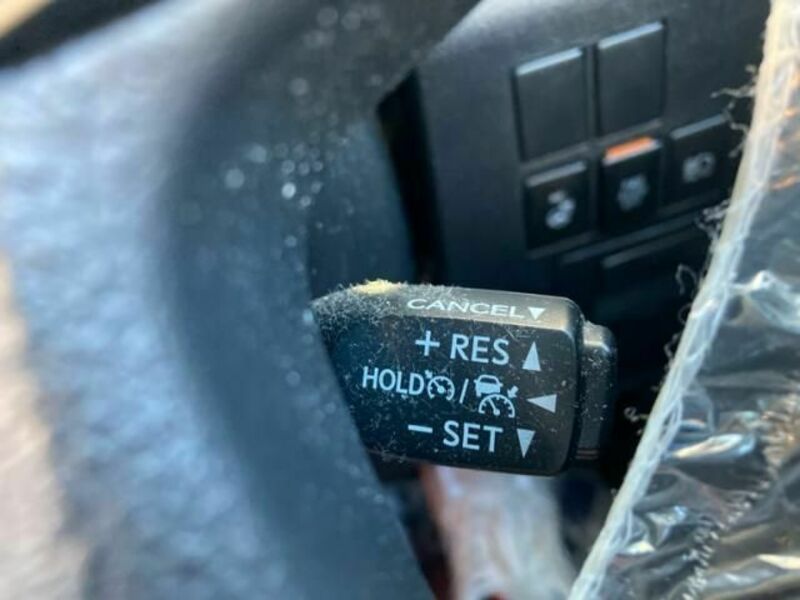 CANCEL▼
+ RES ▲
HOLD / ◀
− SET ▼